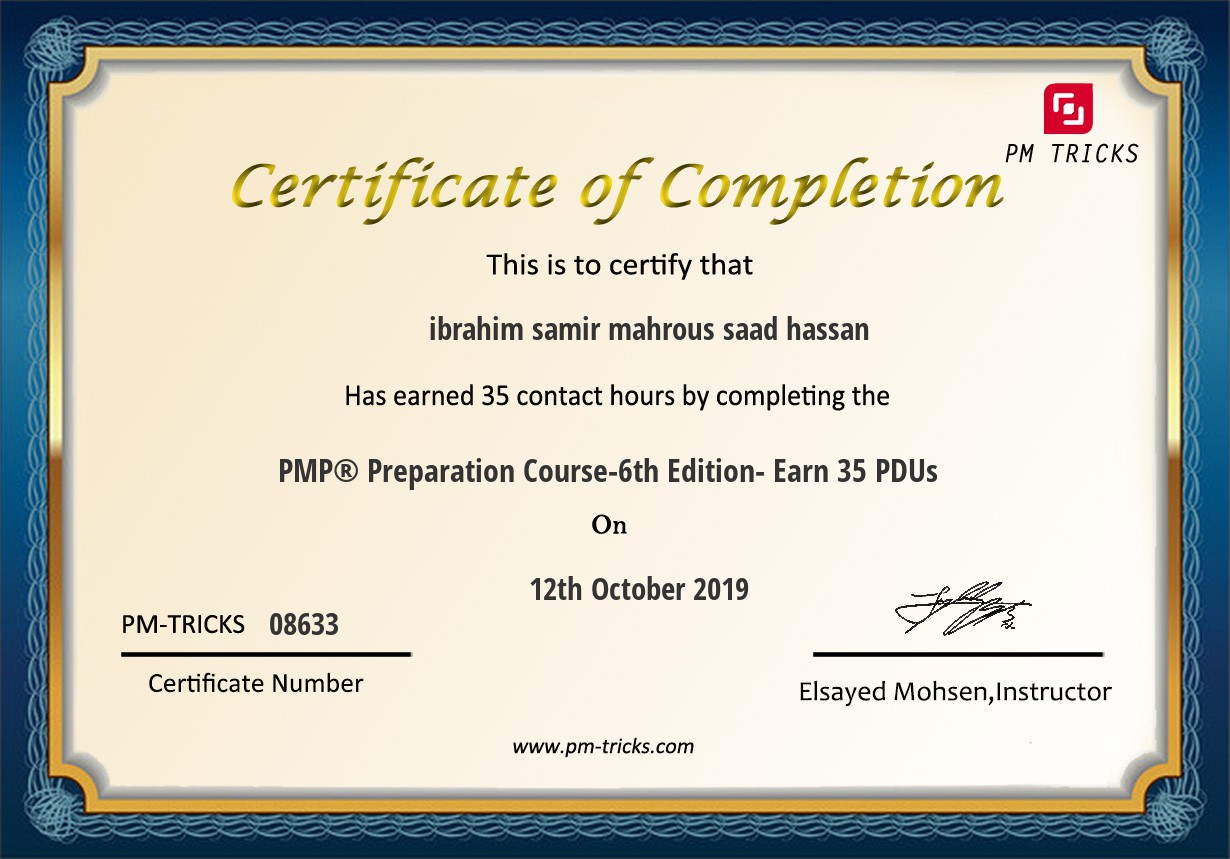 PM TRICKS
Certificate of Completion
This is to certify that
ibrahim samir mahrous saad hassan
Has earned 35 contact hours by completing the
PMP® Preparation Course-6th Edition- Earn 35 PDUs
On
12th October 2019
PM-TRICKS 08633
Certificate Number
Elsayed Mohsen,Instructor
www.pm-tricks.com